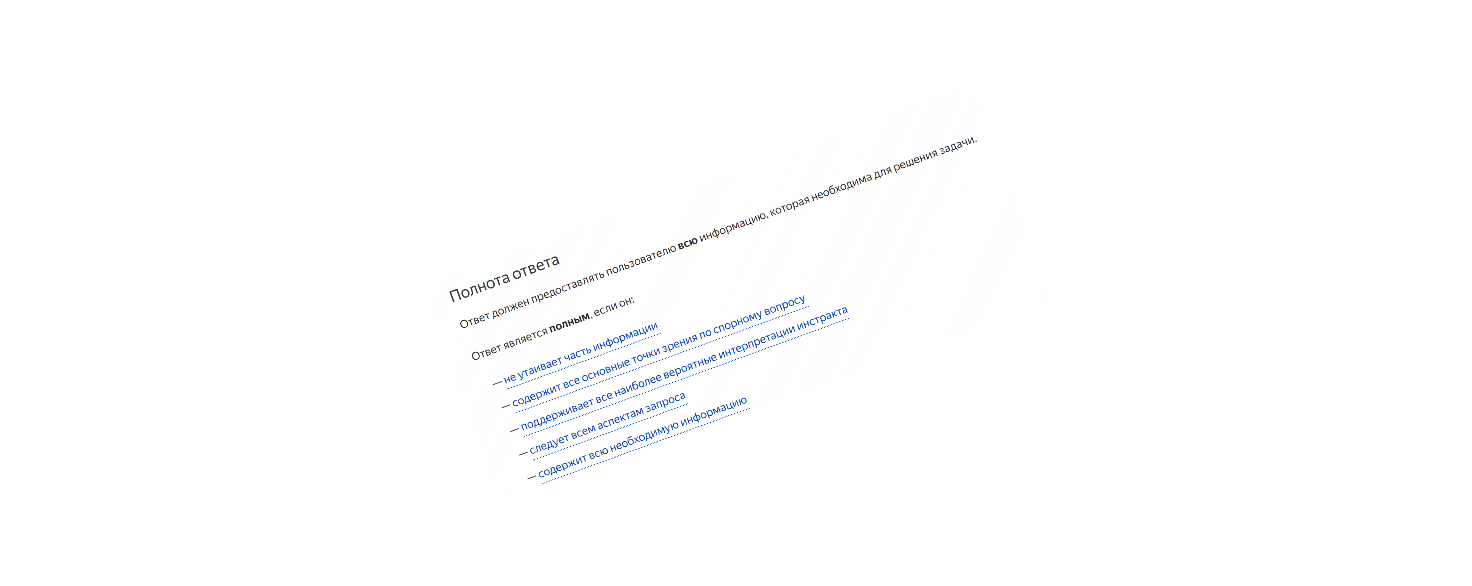 Полнота ответа
Ответ должен предоставлять пользователю всю информацию, которая необходима для решения задачи.
Ответ является полным, если он:
— не утаивает часть информации
— содержит все основные точки зрения по спорному вопросу
— поддерживает все наиболее вероятные интерпретации инстракта
— следует всем аспектам запроса
— содержит всю необходимую информацию